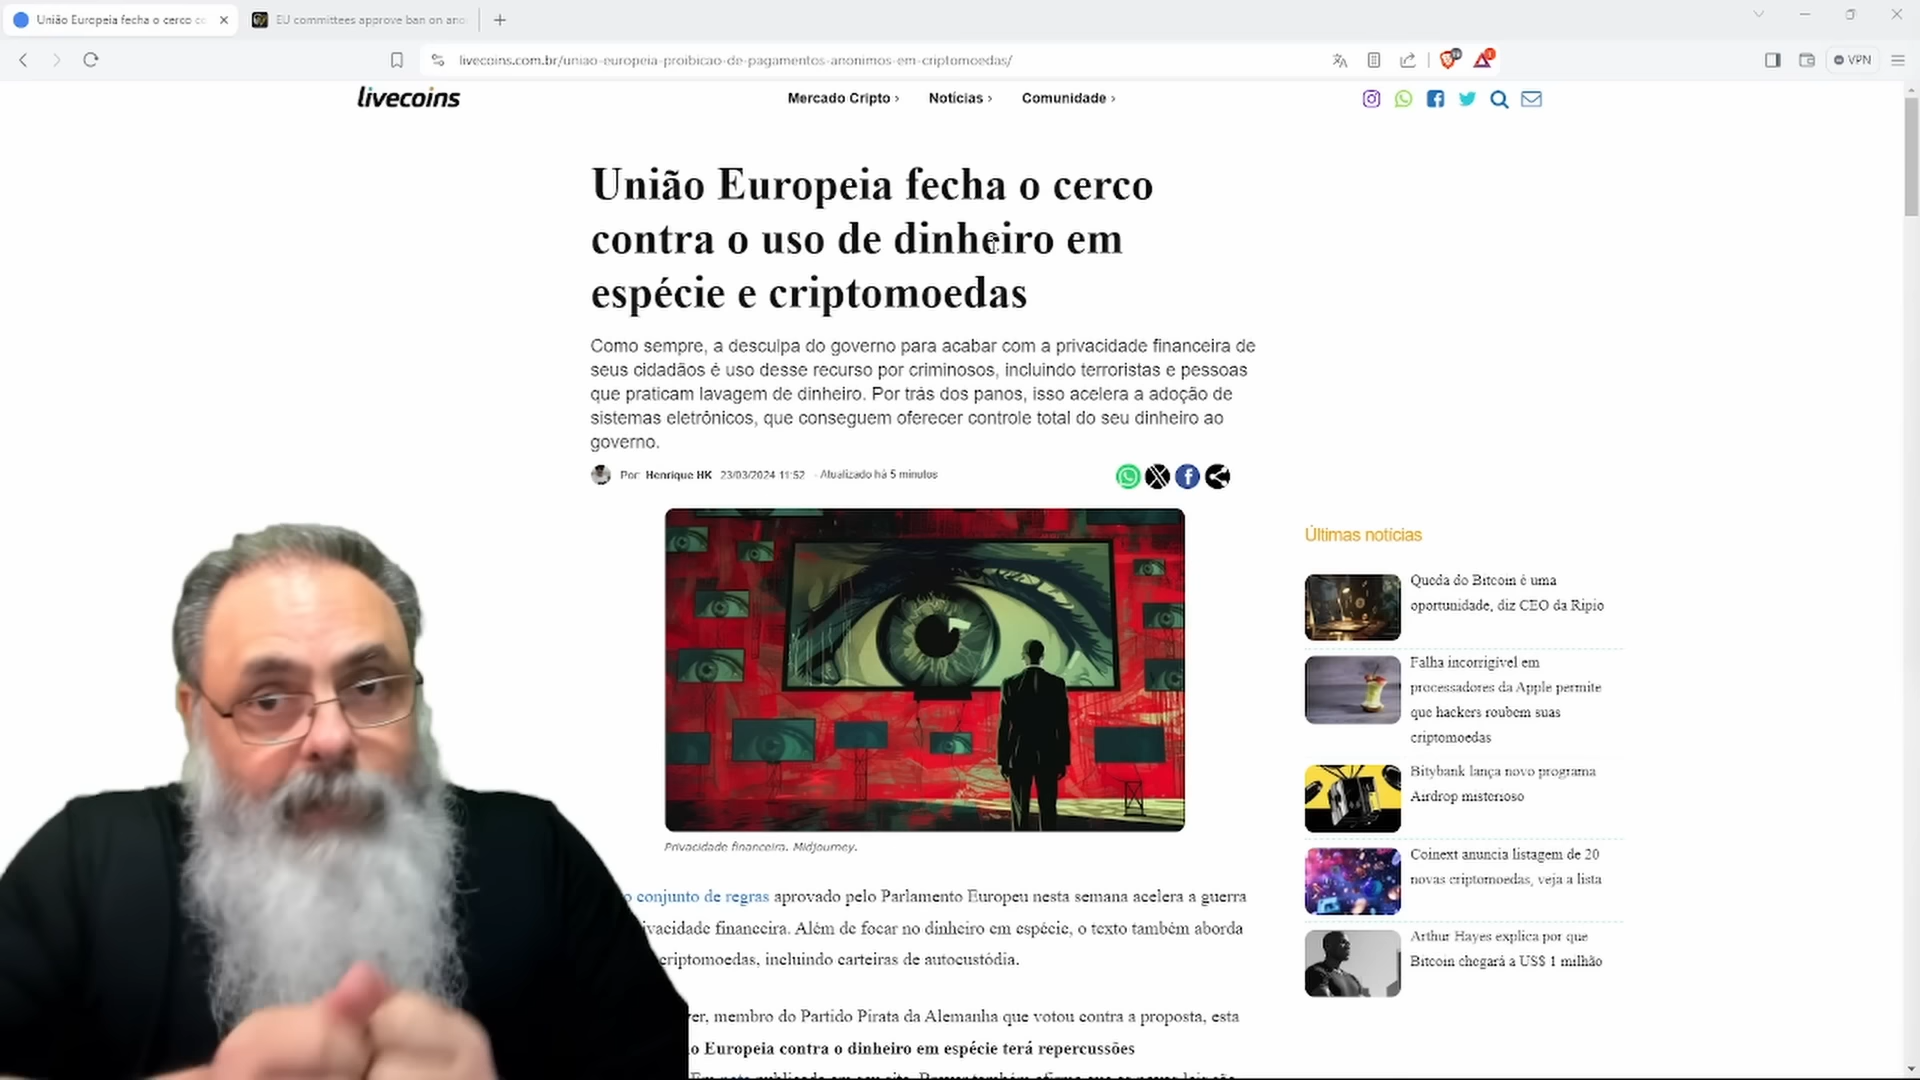 União Europeia fecha o cerco co
EU committees approve ban on ano
livecoins.com.br/uniao-europeia-proibicao-de-pagamentos-anonimos-em-criptomoedas/
VPN
livecoins
Mercado Cripto
Notícias
Comunidade
União Europeia fecha o cerco
contra o uso de dinheiro em
espécie e criptomoedas
Como sempre, a desculpa do governo para acabar com a privacidade financeira de
seus cidadãos é uso desse recurso por criminosos, incluindo terroristas e pessoas
que praticam lavagem de dinheiro. Por trás dos panos, isso acelera a adoção de
sistemas eletrônicos, que conseguem oferecer controle total do seu dinheiro ao
governo.
Por Henrique HK 23/03/2024 11:52 - Atualizado há 5 minutos
Privacidade financeira. Midjourney.
o conjunto de regras aprovado pelo Parlamento Europeu nesta semana acelera a guerra
ivacidade financeira. Além de focar no dinheiro em espécie, o texto também aborda
criptomoedas, incluindo carteiras de autocustódia.
er, membro do Partido Pirata da Alemanha que votou contra a proposta, esta
o Europeia contra o dinheiro em espécie terá repercussões
Últimas notícias
Queda do Bitcoin é uma
oportunidade, diz CEO da Ripio
Falha incorrigível em
processadores da Apple permite
que hackers roubem suas
criptomoedas
Bitybank lança novo programa
Airdrop misterioso
Coinext anuncia listagem de 20
novas criptomoedas, veja a lista
Arthur Hayes explica por que
Bitcoin chegará a US$ 1 milhão